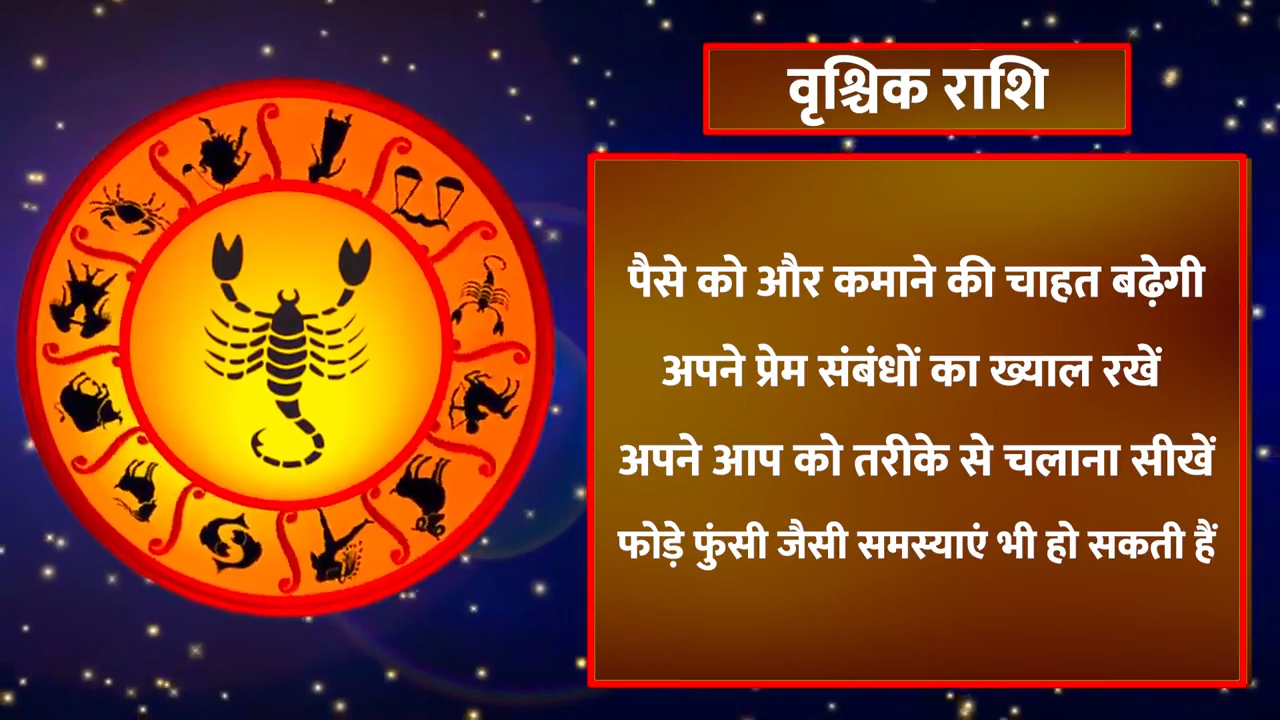 वृश्चिक राशि
पैसे को और कमाने की चाहत बढ़ेगी
अपने प्रेम संबंधों का ख्याल रखें
अपने आप को तरीके से चलाना सीखें
फोड़े फुंसी जैसी समस्याएं भी हो सकती हैं